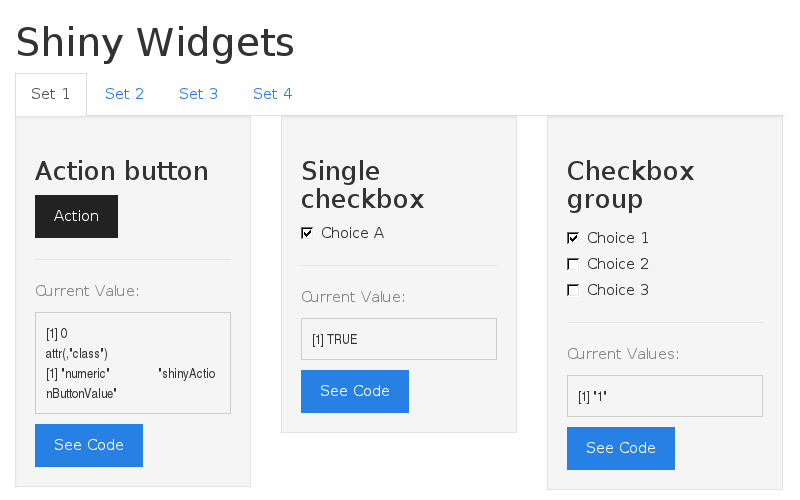 Shiny Widgets
Set 1 Set 2 Set 3 Set 4
Action button
Action
Current Value:
[1] 0
attr(,"class")
[1] "numeric" "shinyActio
nButtonValue"
See Code
Single
checkbox
Choice A
Current Value:
[1] TRUE
See Code
Checkbox
group
Choice 1
Choice 2
Choice 3
Current Values:
[1] "1"
See Code